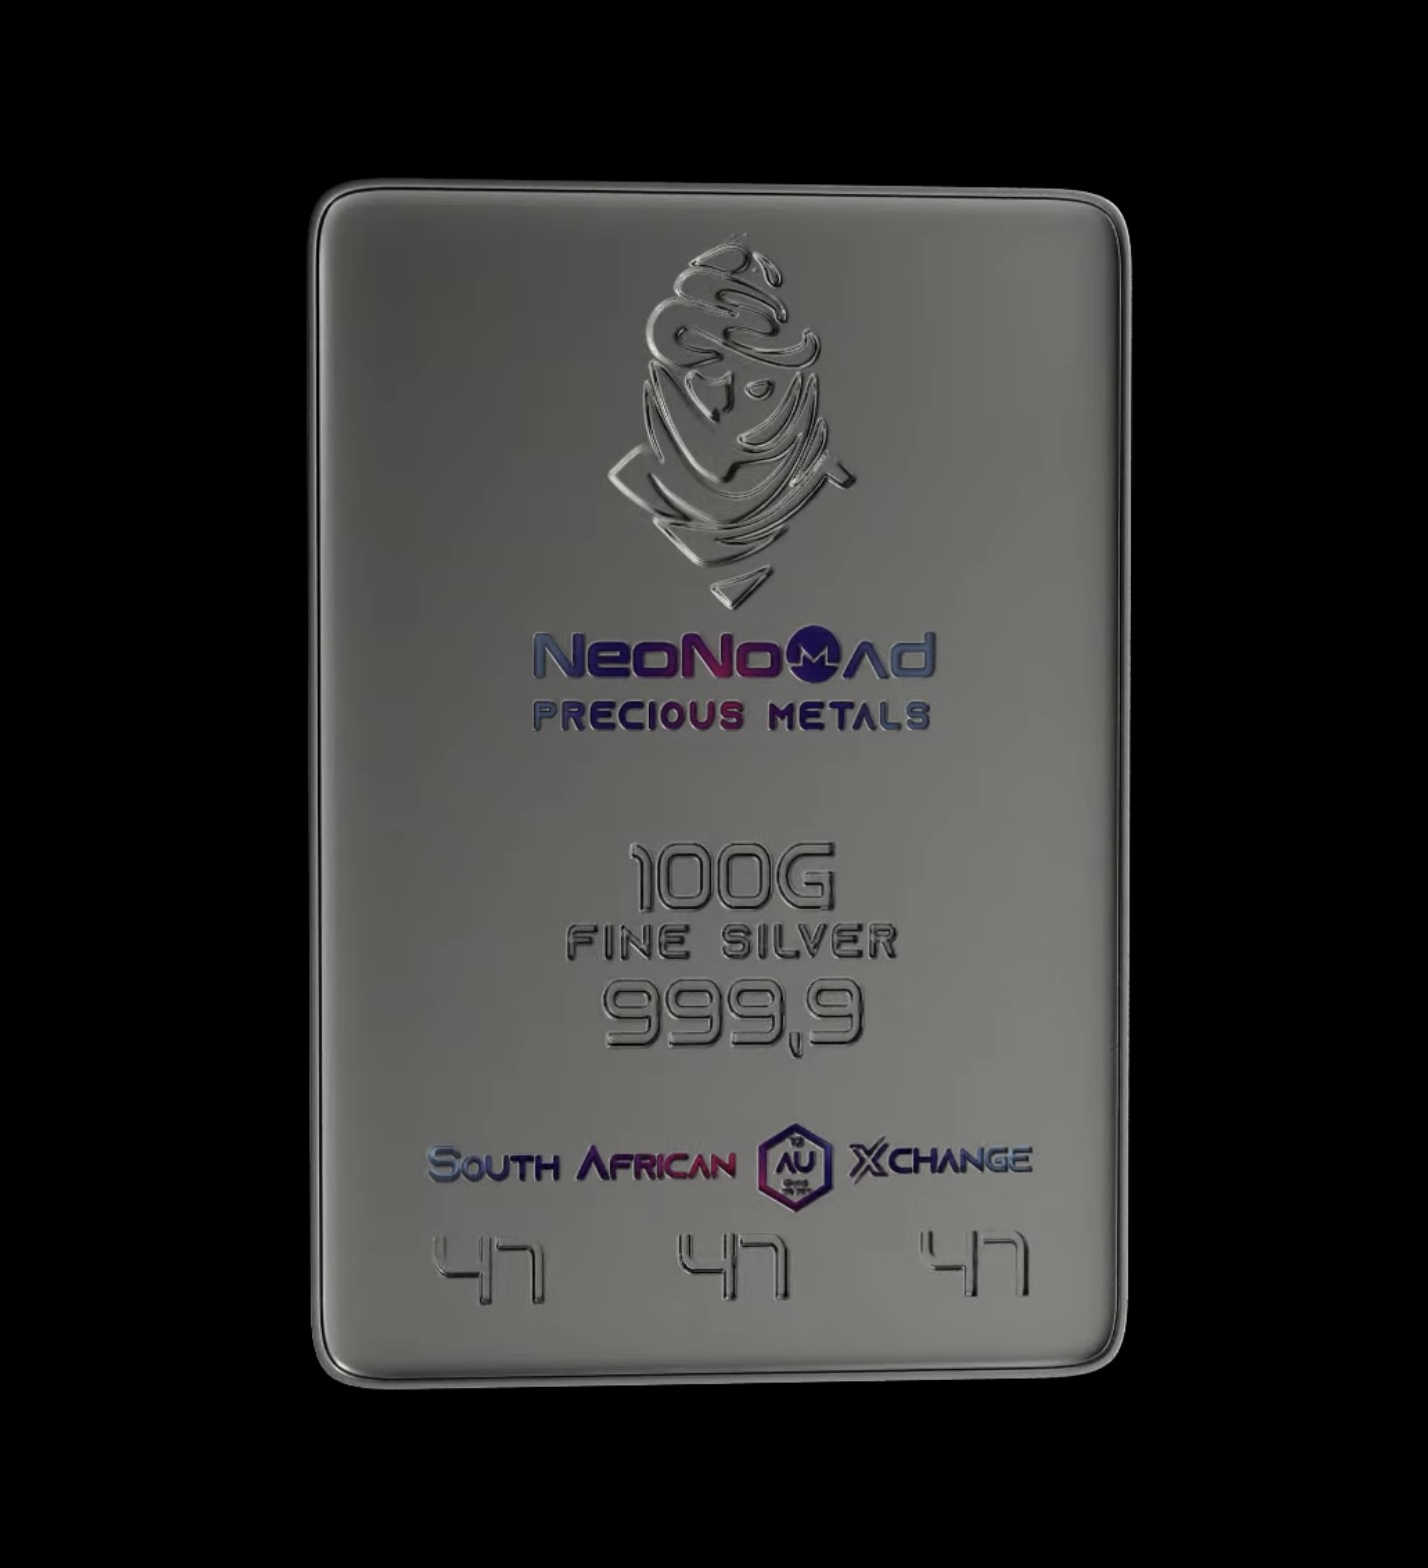 NeoNoMAd
PRECIOUS METALS
100G
FINE SILVER
999,9
SOUTH AFRICAN AU XCHANGE
47 47 47